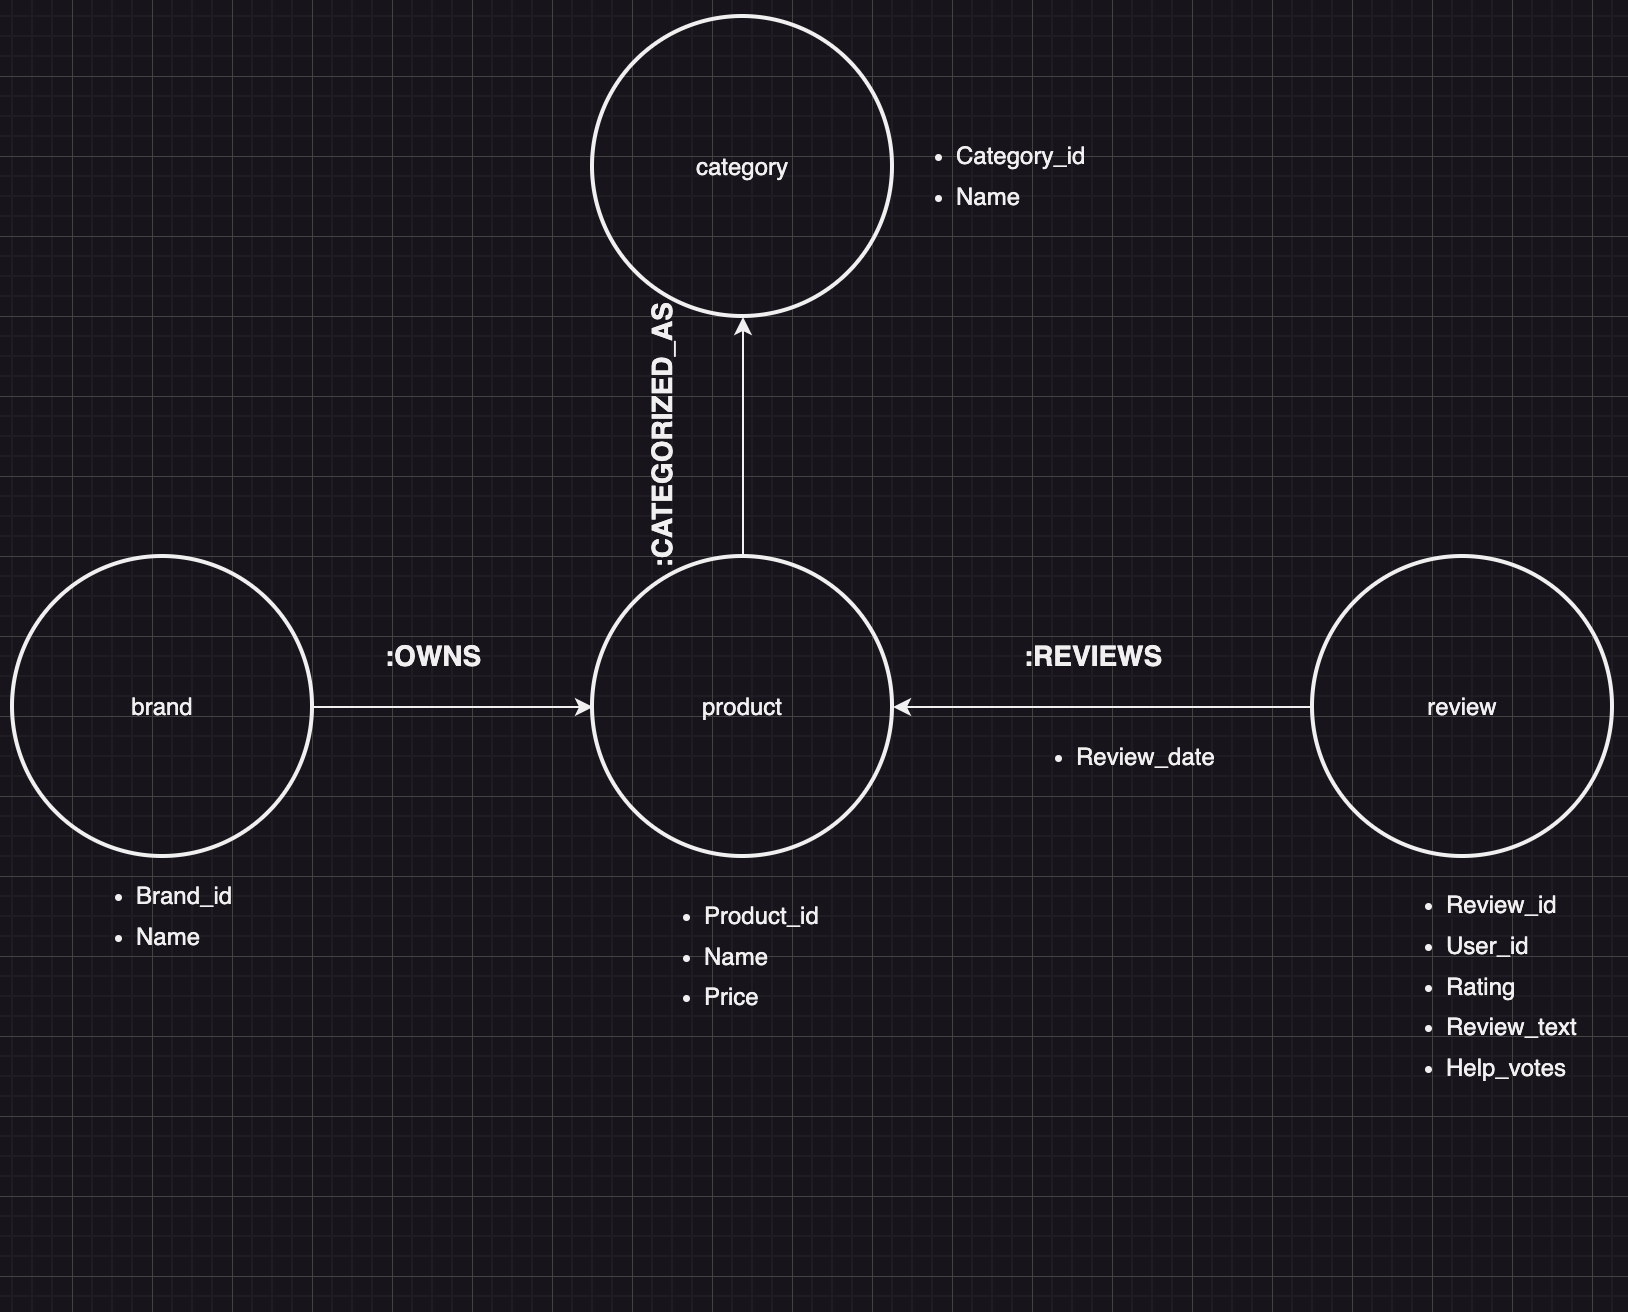 category
Category_id
Name
:CATEGORIZED_AS
:OWNS
:REVIEWS
brand
product
review
Review_date
Brand_id
Name
Product_id
Name
Price
Review_id
User_id
Rating
Review_text
Help_votes